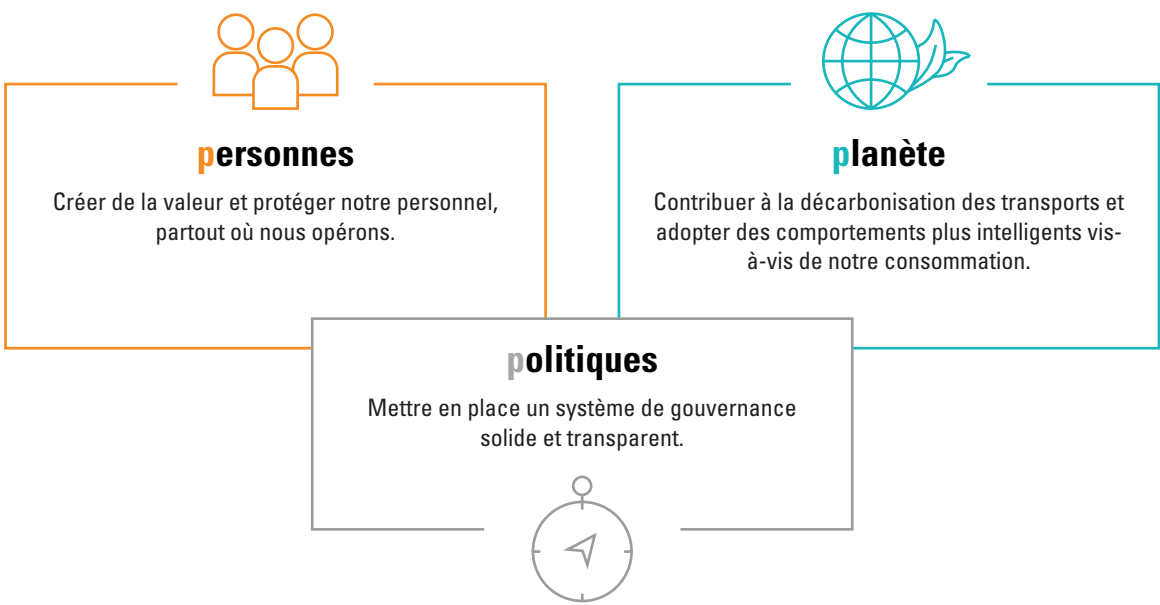 personnes
Créer de la valeur et protéger notre personnel,
partout où nous opérons.
planète
Contribuer à la décarbonisation des transports et
adopter des comportements plus intelligents vis-
à-vis de notre consommation.
politiques
Mettre en place un système de gouvernance
solide et transparent.